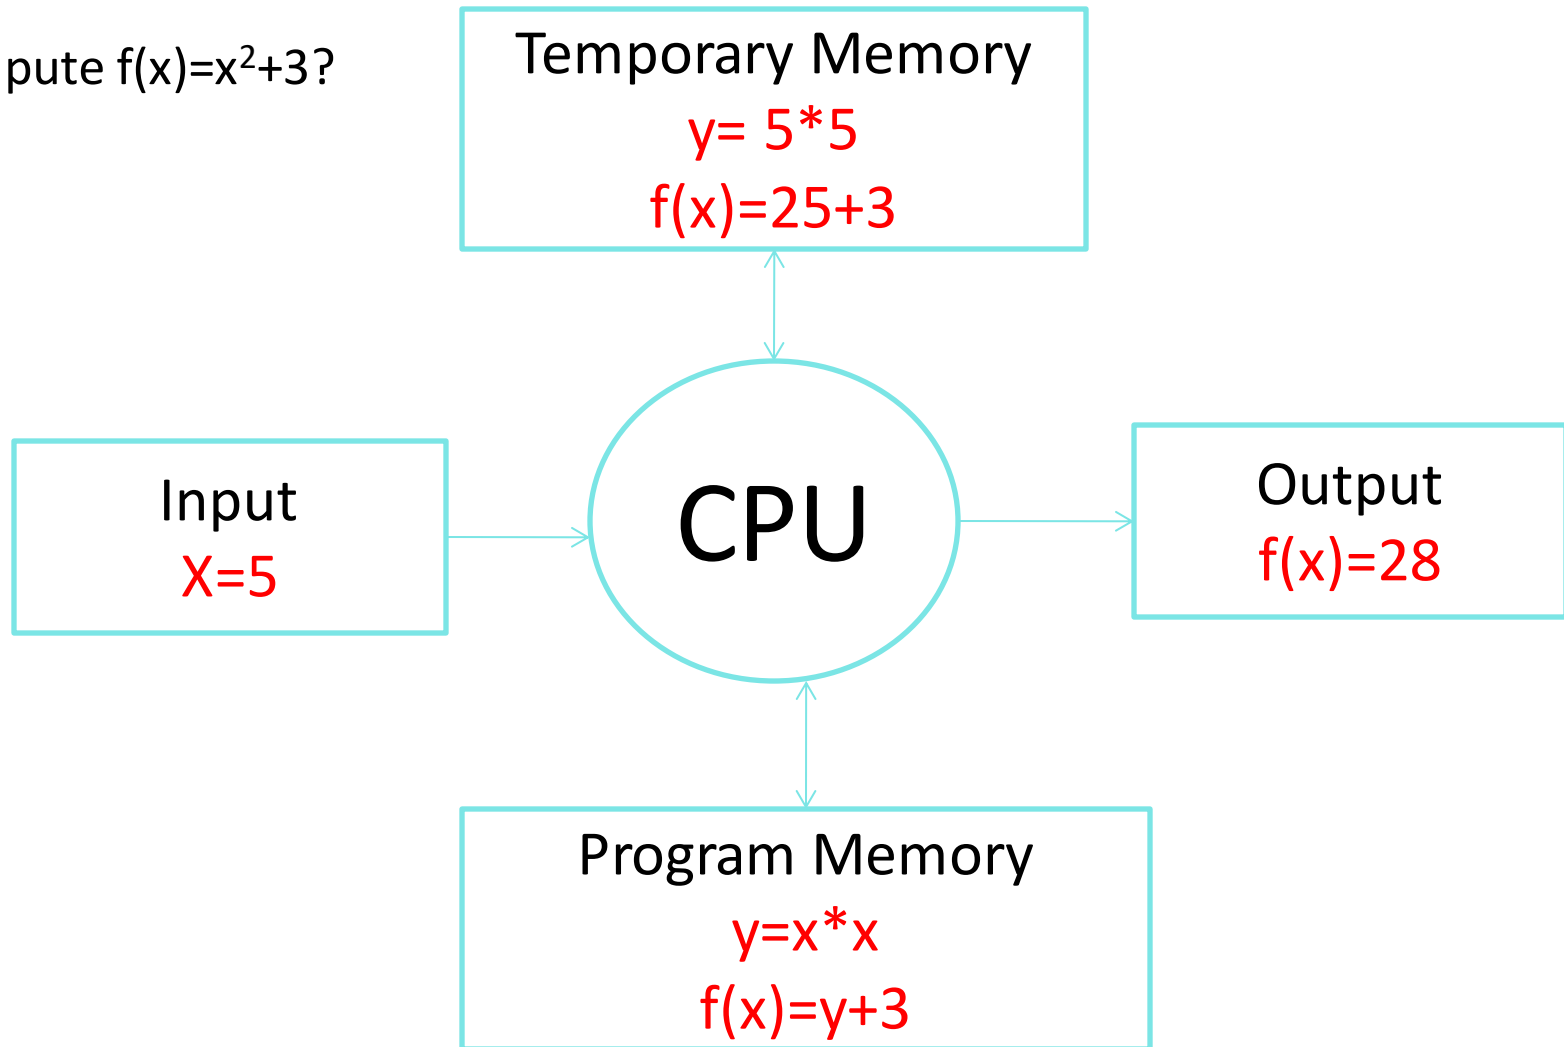 pute f(x)=x²+3?
Temporary Memory
y= 5*5
f(x)=25+3
Input
X=5
CPU
Output
f(x)=28
Program Memory
y=x*x
f(x)=y+3